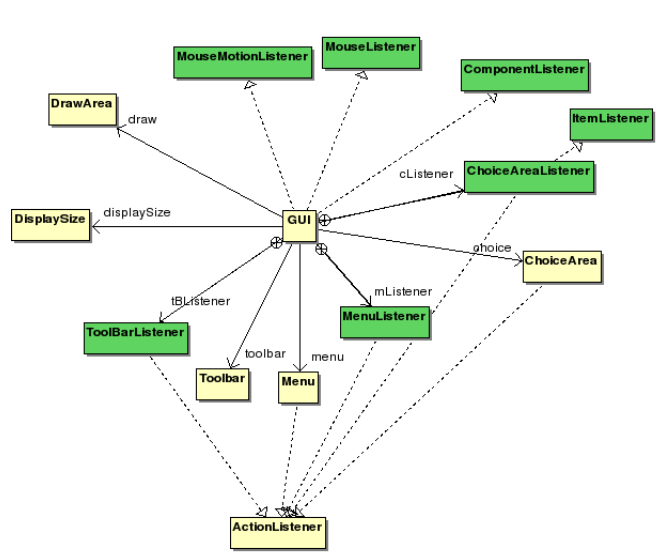 MouseListener
MouseMotionListener
ComponentListener
DrawArea
ItemListener
draw
ChoiceAreaListener
cListener
displaySize
DisplaySize
GUI
choice
ChoiceArea
mListener
tBListener
MenuListener
ToolBarListener
toolbar
menu
Toolbar
Menu
ActionListener